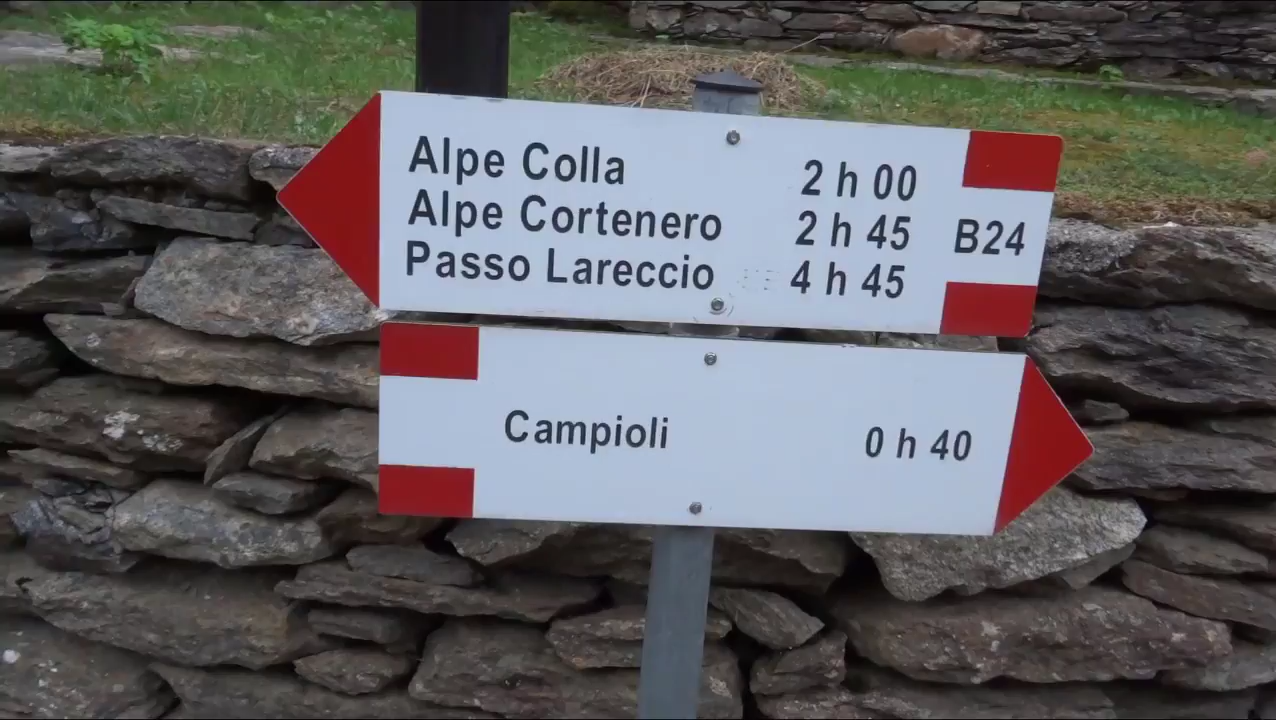 Alpe Colla 2 h 00
Alpe Cortenero 2 h 45 B24
Passo Lareccio 4 h 45
Campioli 0 h 40